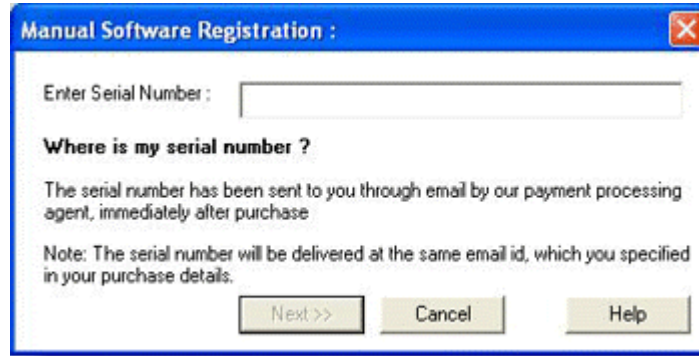 Manual Software Registration :
Enter Serial Number :
Where is my serial number ?
The serial number has been sent to you through email by our payment processing
agent, immediately after purchase
Note: The serial number will be delivered at the same email id, which you specified
in your purchase details.
Next >>
Cancel
Help